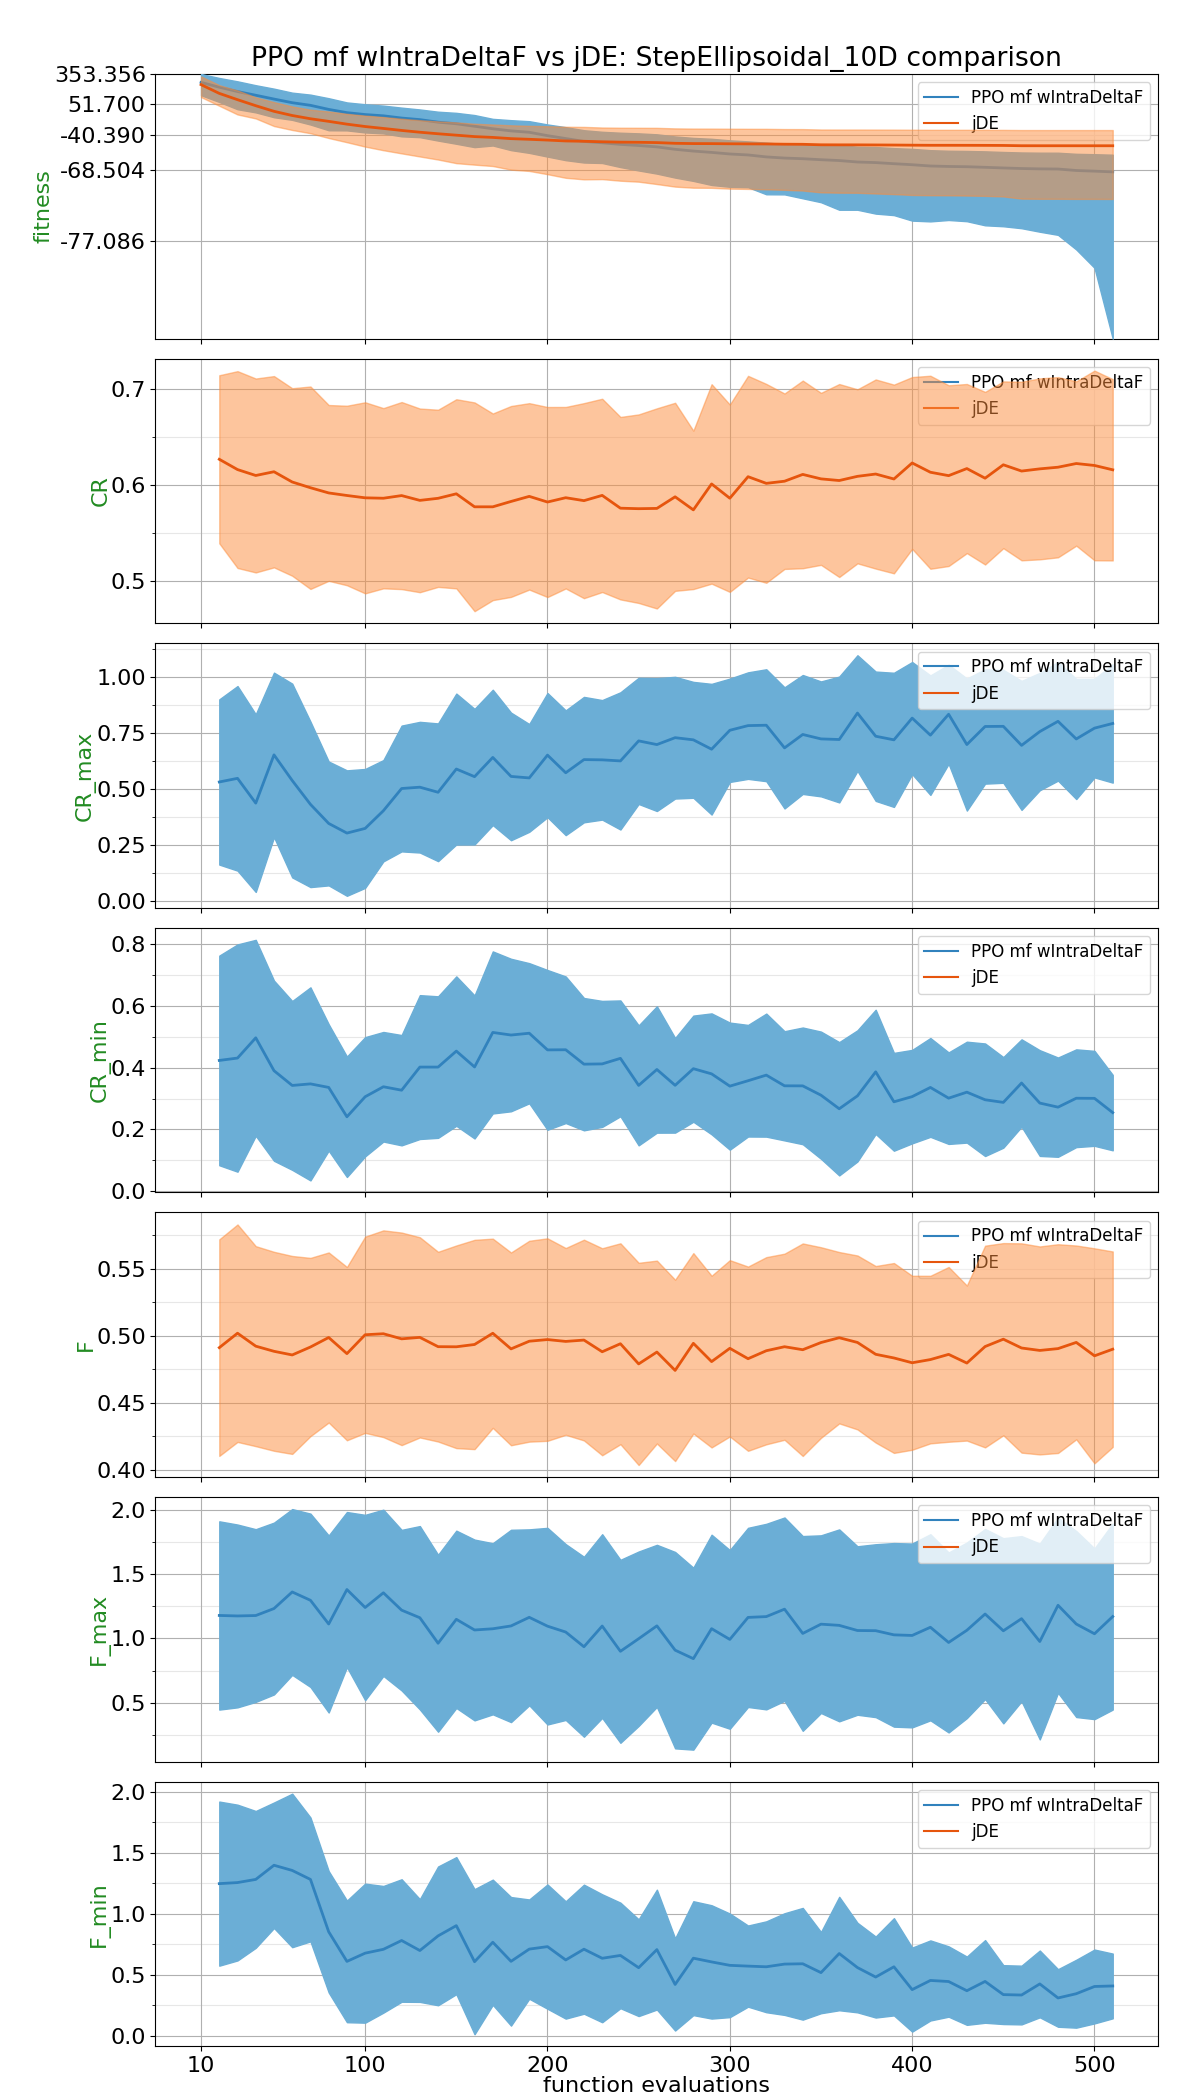 PPO mf wIntraDeltaF vs jDE: StepEllipsoidal_10D comparison
353.356
51.700
-40.390
-68.504
-77.086
fitness
PPO mf wIntraDeltaF
jDE
0.7
0.6
0.5
CR
PPO mf wIntraDeltaF
jDE
1.00
0.75
0.50
0.25
0.00
CR_max
PPO mf wIntraDeltaF
jDE
0.8
0.6
0.4
0.2
0.0
CR_min
PPO mf wIntraDeltaF
jDE
0.55
0.50
0.45
0.40
F
PPO mf wIntraDeltaF
jDE
2.0
1.5
1.0
0.5
F_max
PPO mf wIntraDeltaF
jDE
2.0
1.5
1.0
0.5
0.0
F_min
PPO mf wIntraDeltaF
jDE
10 100 200 300 400 500
function evaluations